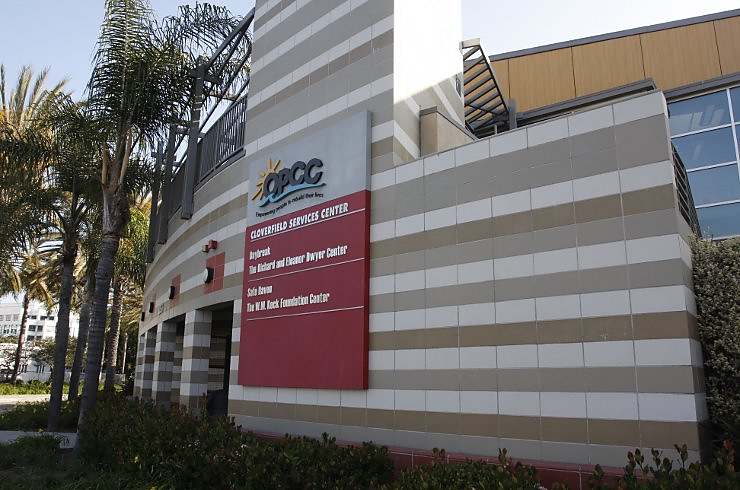 OPCC
Empowering people to rebuild their lives
CLOVERFIELD SERVICES CENTER
Daybreak
The Richard and Eleanor Dwyer Center
Safe Haven
The W.M. Keck Foundation Center